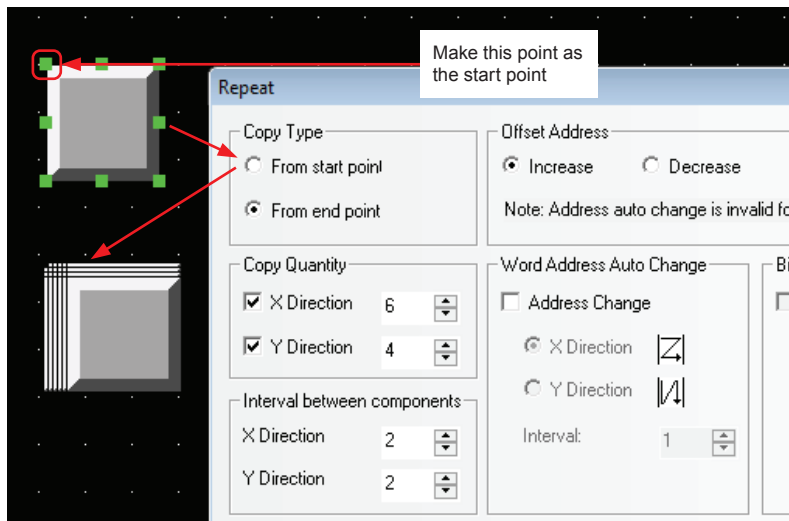 Make this point as
the start point
Repeat
Copy Type
From start point
From end point
Offset Address
Increase
Decrease
Note: Address auto change is invalid fo
Copy Quantity
X Direction
6
Y Direction
4
Word Address Auto Change
Address Change
X Direction
Y Direction
Interval:
1
Bi
Interval between components
X Direction
2
Y Direction
2